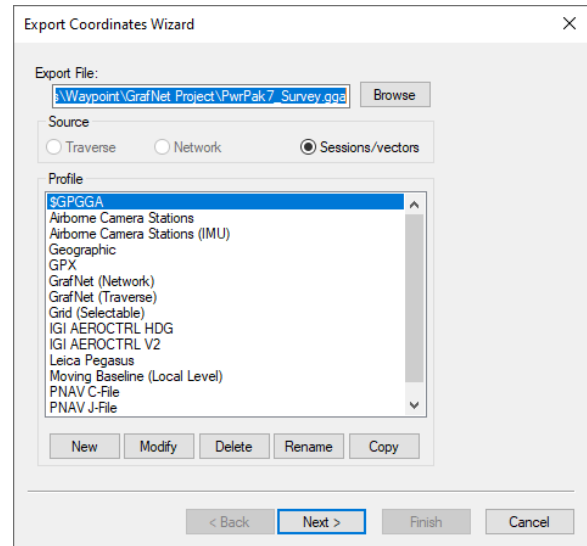 Export Coordinates Wizard
Export File:
s\Waypoint\GrafNet Project\PwrPak7_Survey.gga
Browse
Source
Traverse
Network
Sessions/vectors
Profile
$GPGGA
Airborne Camera Stations
Airborne Camera Stations (IMU)
Geographic
GPX
GrafNet (Network)
GrafNet (Traverse)
Grid (Selectable)
IGI AEROCTRL HDG
IGI AEROCTRL V2
Leica Pegasus
Moving Baseline (Local Level)
PNAV C-File
PNAV J-File
New
Modify
Delete
Rename
Copy
< Back
Next >
Finish
Cancel